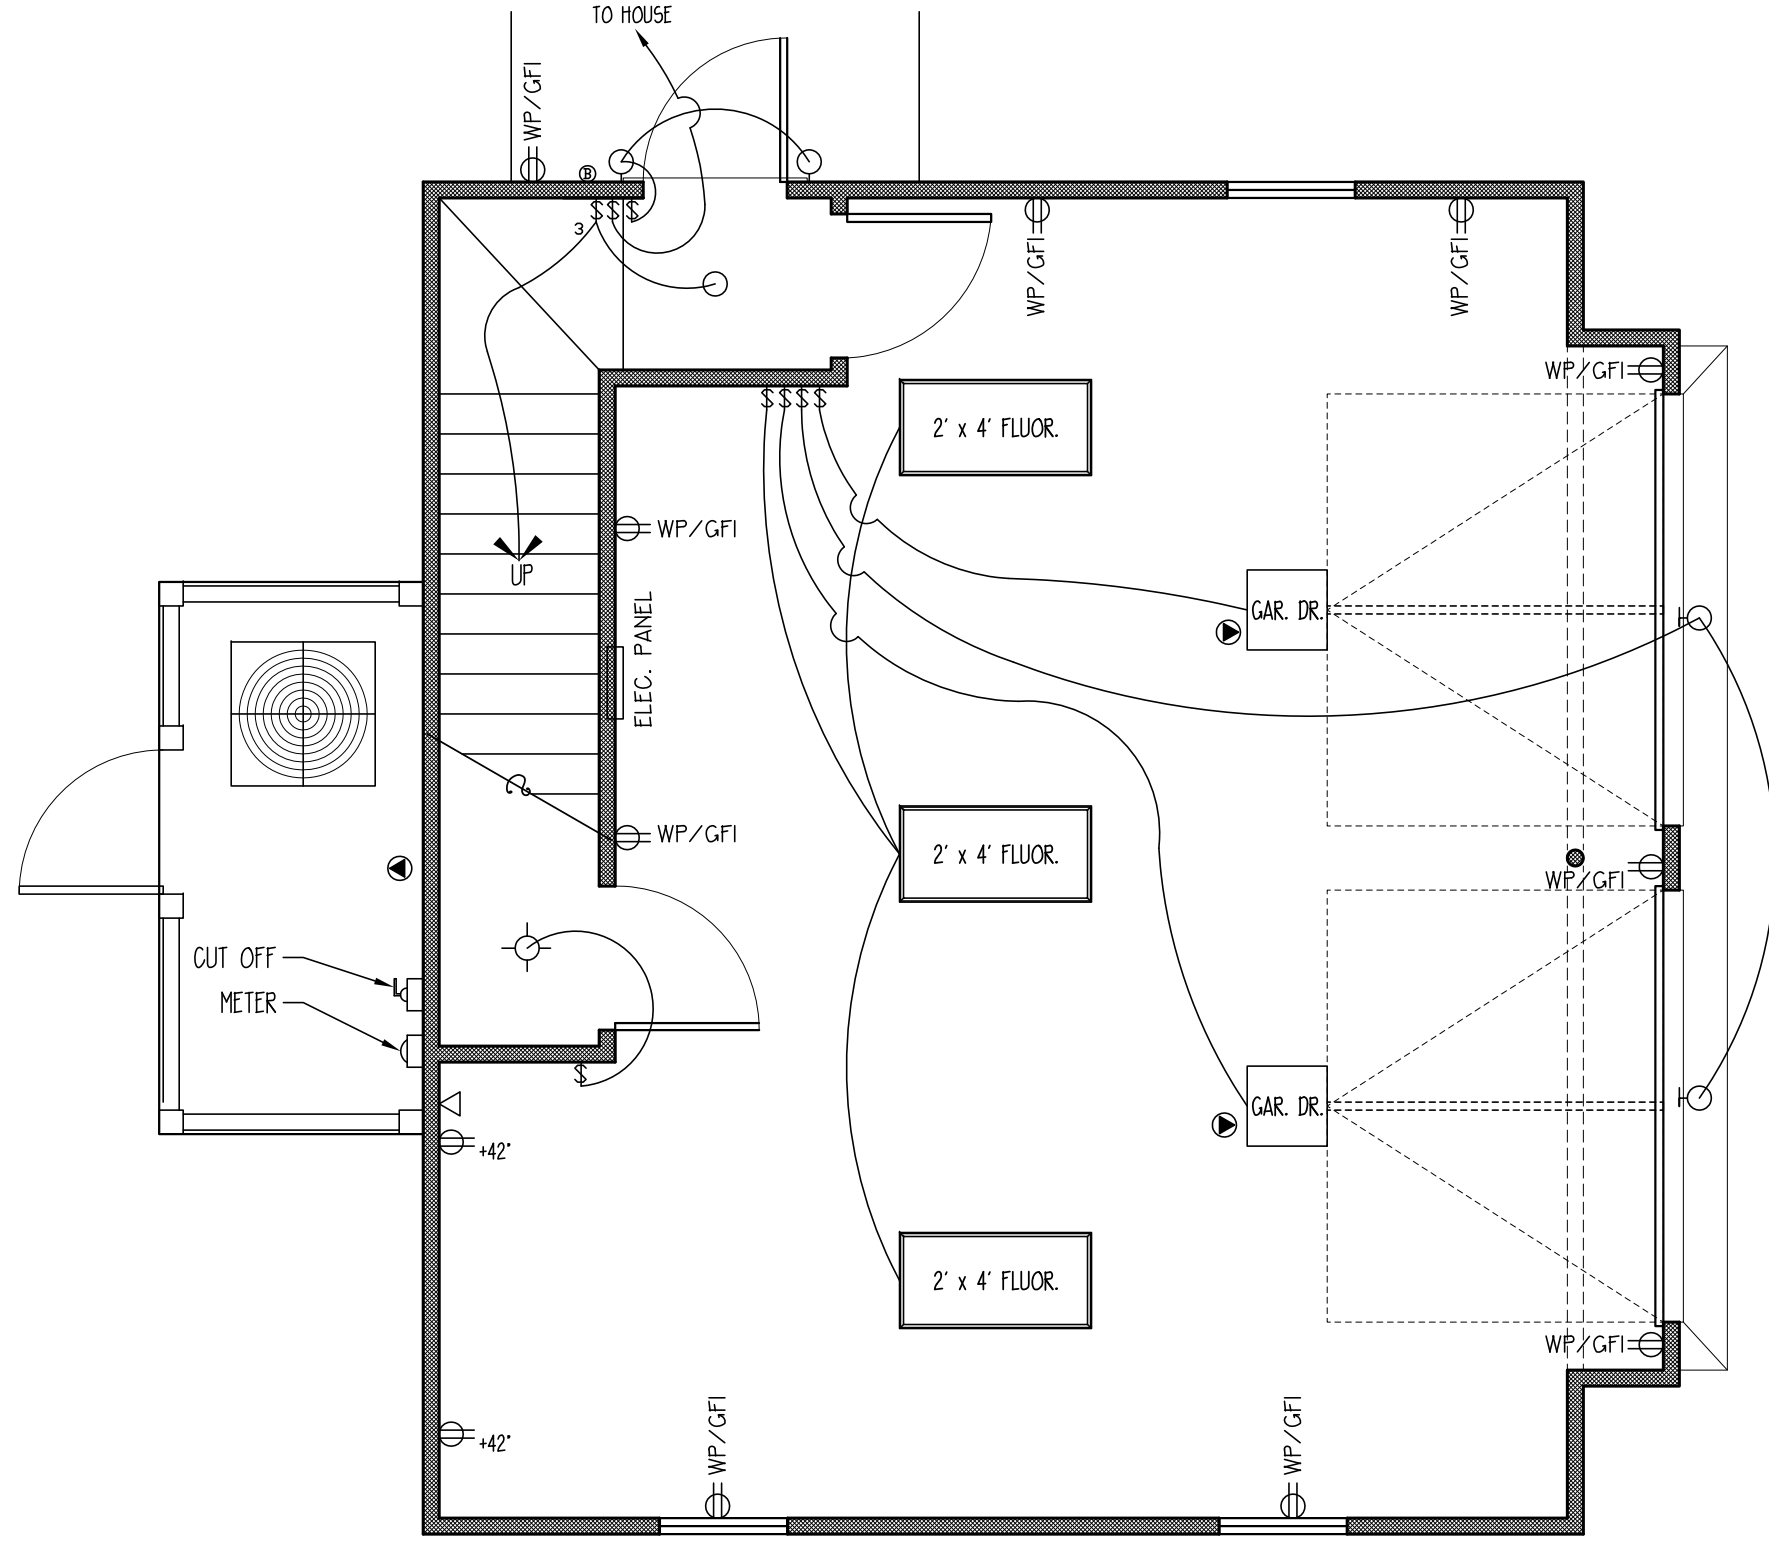 TO HOUSE
WP/GFI
B
3
WP/GFI
WP/GFI
WP/GFI
2' x 4' FLUOR.
WP/GFI
UP
ELEC. PANEL
GAR. DR.
WP/GFI
2' x 4' FLUOR.
WP/GFI
CUT OFF
METER
GAR. DR.
+42"
2' x 4' FLUOR.
WP/GFI
WP/GFI
WP/GFI
+42"